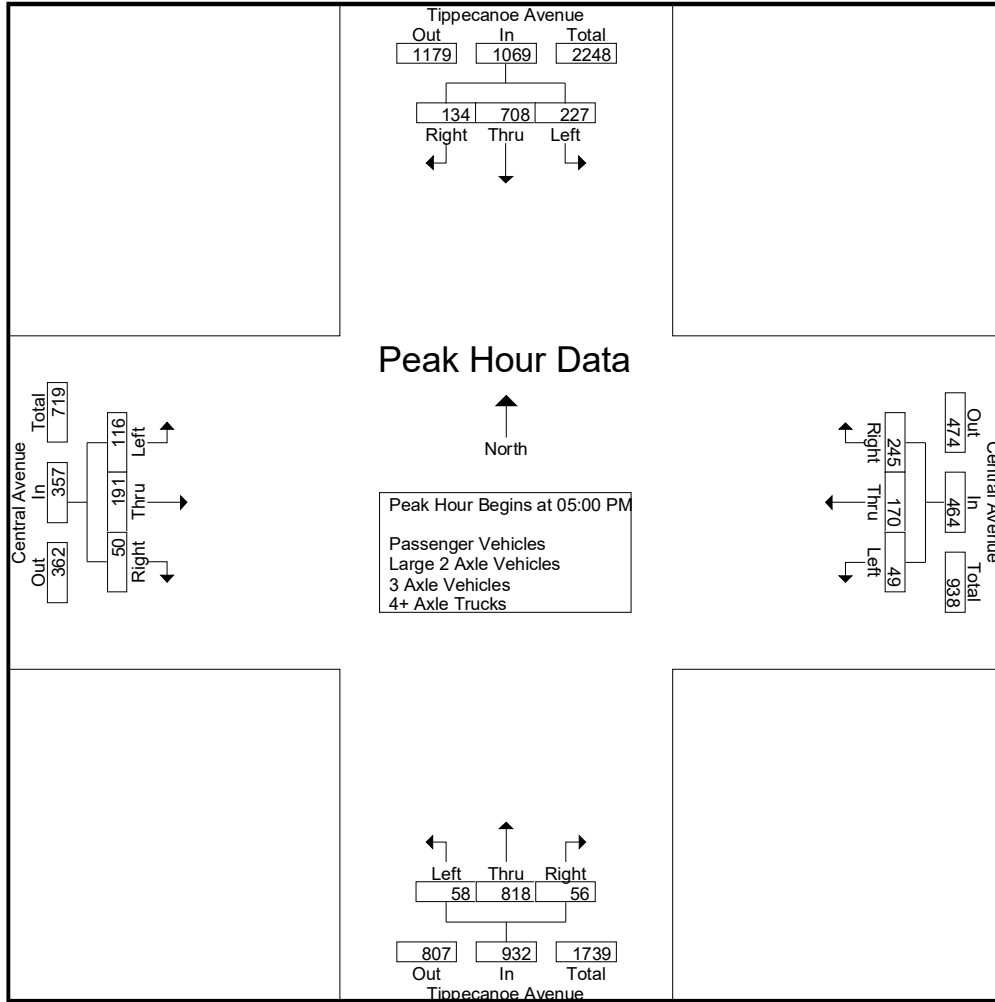 Tippecanoe Avenue
Out In Total
1179 1069 2248
134 708 227
Right Thru Left
Peak Hour Data
North
Central Avenue
Total In Out
719 357 362
116 191 50
Left Thru Right
Peak Hour Begins at 05:00 PM
Passenger Vehicles
Large 2 Axle Vehicles
3 Axle Vehicles
4+ Axle Trucks
Right Thru Left
245 170 49
474 464 938
Out In Total
Central Avenue
Left Thru Right
58 818 56
807 932 1739
Out In Total
Tippecanoe Avenue